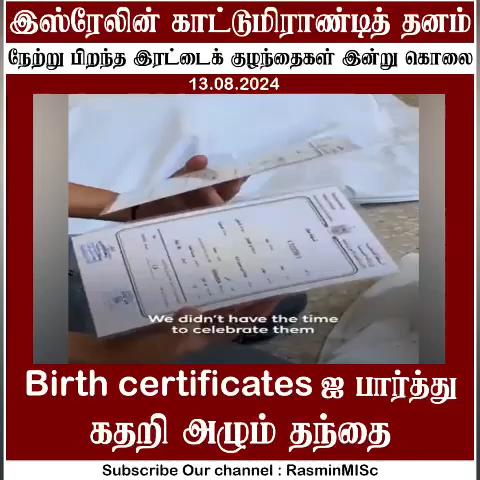 இஸ்ரேலின் காட்டுமிராண்டித் தனம்
நேற்று பிறந்த இரட்டைக் குழந்தைகள் இன்று கொலை
13.08.2024
We didn't have the time
to celebrate them
Birth certificates ஐ பார்த்து
கதறி அழும் தந்தை
Subscribe Our channel : RasminMISc